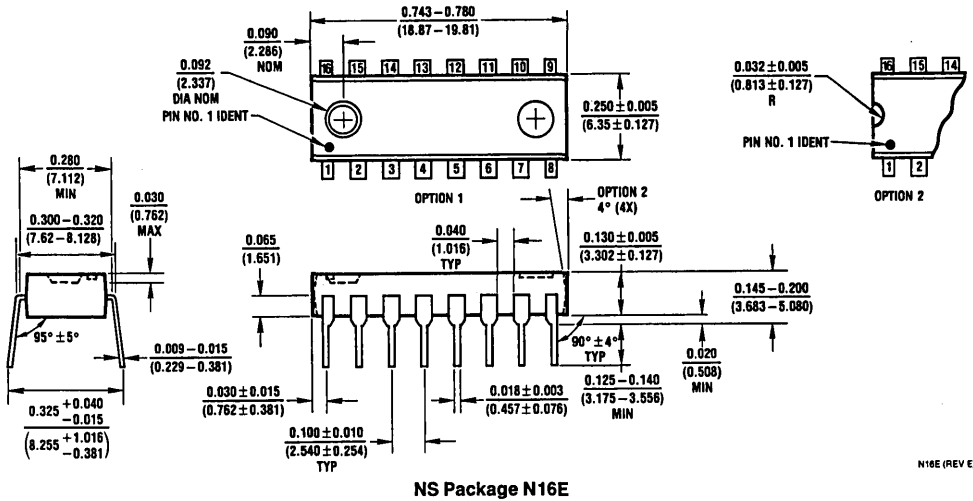 0.743 – 0.780
(18.87 – 19.81)
0.090
(2.286)
NOM
0.092
(2.337)
DIA NOM
PIN NO. 1 IDENT
16 15 14 13 12 11 10 9
0.250 ± 0.005
(6.35 ± 0.127)
1 2 3 4 5 6 7 8
OPTION 1
OPTION 2
4° (4X)
0.032 ± 0.005
(0.813 ± 0.127)
R
16 15 14
PIN NO. 1 IDENT
1 2
OPTION 2
0.280
(7.112)
MIN
0.300 – 0.320
(7.62 – 8.128)
0.030
(0.762)
MAX
95° ± 5°
0.009 – 0.015
(0.229 – 0.381)
0.325 +0.040
–0.015
(8.255 +1.016
–0.381)
0.065
(1.651)
0.040
(1.016)
TYP
0.130 ± 0.005
(3.302 ± 0.127)
0.145 – 0.200
(3.683 – 5.080)
90° ± 4°
TYP
0.020
(0.508)
MIN
0.125 – 0.140
(3.175 – 3.556)
MIN
0.030 ± 0.015
(0.762 ± 0.381)
0.018 ± 0.003
(0.457 ± 0.076)
0.100 ± 0.010
(2.540 ± 0.254)
TYP
N16E (REV E
NS Package N16E